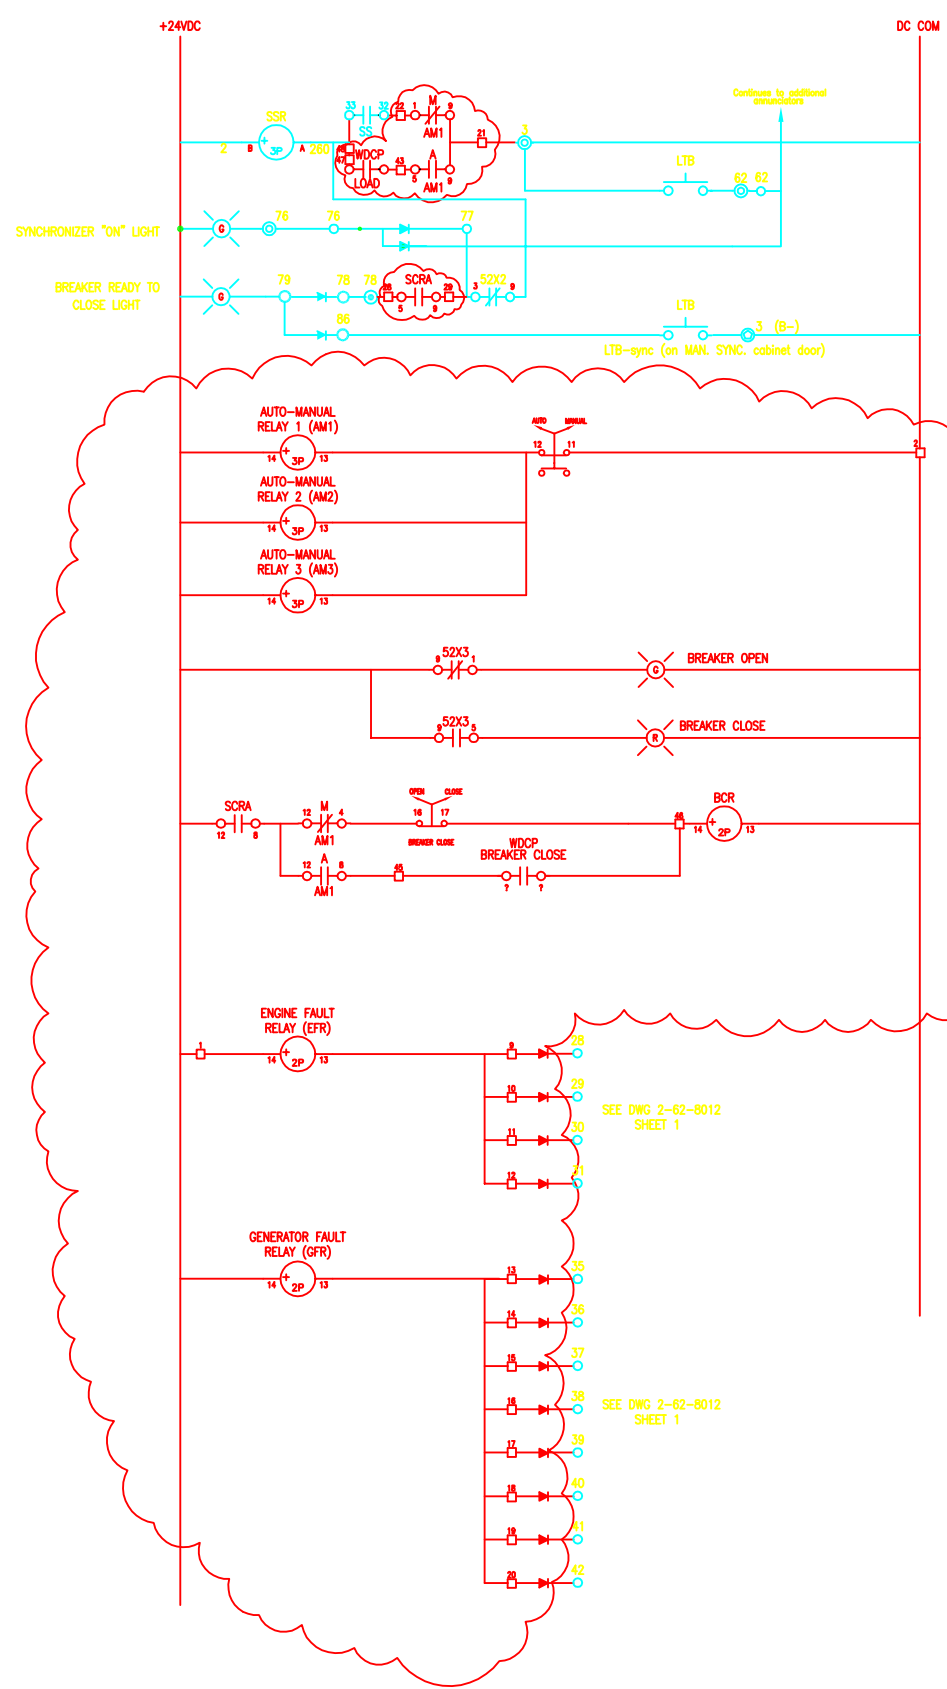 +24VDC
DC COM
Continues to additional
annunciators
SSR
33
32
22
1
M
9
SS
AM1
21
3
2
B
+
3P
A
260
48
47
WDCP
43
A
LOAD
5
AM1
9
LTB
62
62
SYNCHRONIZER "ON" LIGHT
G
76
76
77
BREAKER READY TO
CLOSE LIGHT
G
79
78
78
28
SCRA
29
5
9
3
52X2
9
86
LTB
3 (B-)
LTB-sync (on MAN. SYNC. cabinet door)
AUTO-MANUAL
RELAY 1 (AM1)
14
+
3P
13
AUTO
MANUAL
12
11
2
AUTO-MANUAL
RELAY 2 (AM2)
14
+
3P
13
AUTO-MANUAL
RELAY 3 (AM3)
14
+
3P
13
52X3
9
1
G
BREAKER OPEN
52X3
9
5
R
BREAKER CLOSE
SCRA
12
8
M
12
4
AM1
OPEN
CLOSE
16
17
BREAKER CLOSE
46
BCR
14
+
2P
13
A
12
8
AM1
45
WDCP
BREAKER CLOSE
?
?
ENGINE FAULT
RELAY (EFR)
1
14
+
2P
13
9
28
10
29
SEE DWG 2-62-8012
SHEET 1
11
30
12
31
GENERATOR FAULT
RELAY (GFR)
14
+
2P
13
13
35
14
36
15
37
16
38
SEE DWG 2-62-8012
SHEET 1
17
39
18
40
19
41
20
42